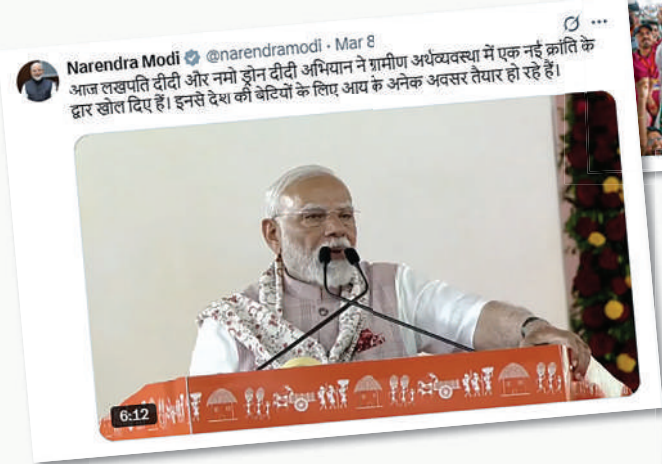 Narendra Modi @narendramodi · Mar 8
आज लखपति दीदी और नमो ड्रोन दीदी अभियान ने ग्रामीण अर्थव्यवस्था में एक नई क्रांति के
द्वार खोल दिए हैं। इनसे देश की बेटियों के लिए आय के अनेक अवसर तैयार हो रहे हैं।
6:12